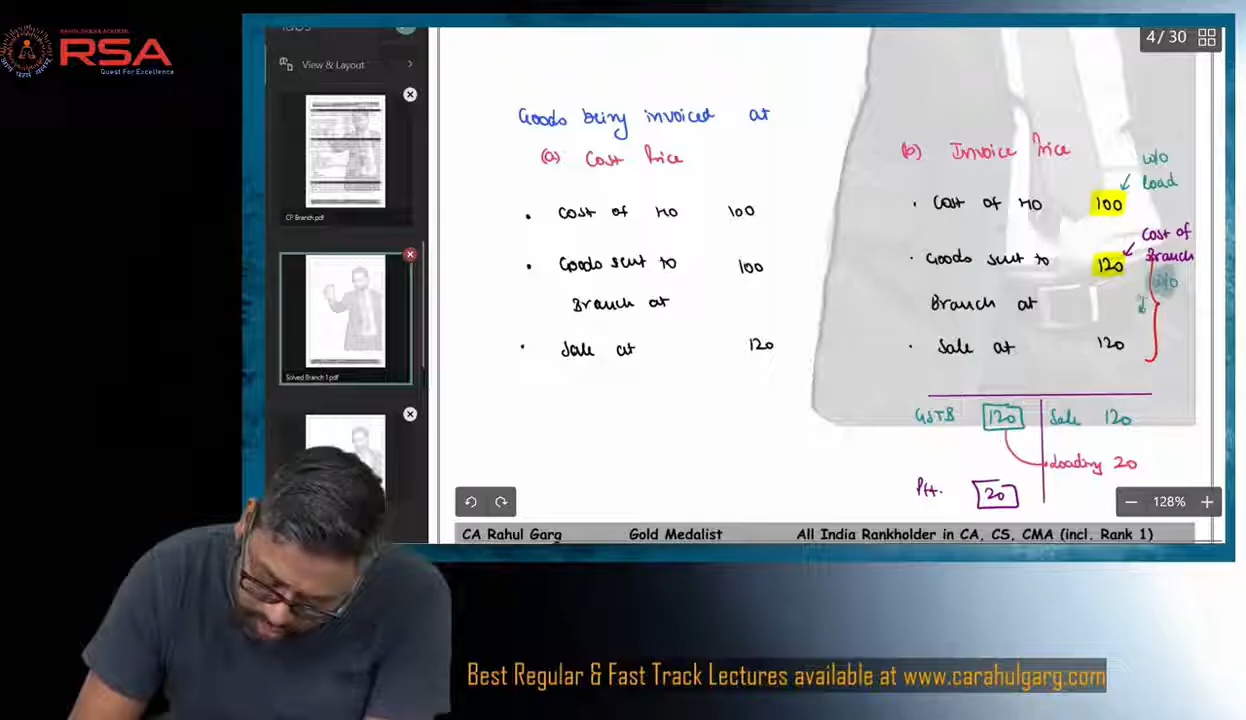 RSA
Quest For Excellence
View & Layout
CP Branch.pdf
Solved Branch 1.pdf
4 / 30
Goods being invoiced at
(a) Cost Price
• Cost of HO 100
• Goods sent to 100
Branch at
• Sale at 120
(b) Invoice Price
w/o
load
• Cost of HO 100
Cost of
Branch
• Goods sent to 120
w/o
Branch at
• Sale at 120
GSTB 120 Sale 120
Loading 20
Pft. 20
128%
CA Rahul Garg Gold Medalist All India Rankholder in CA, CS, CMA (incl. Rank 1)
Best Regular & Fast Track Lectures available at www.carahulgarg.com